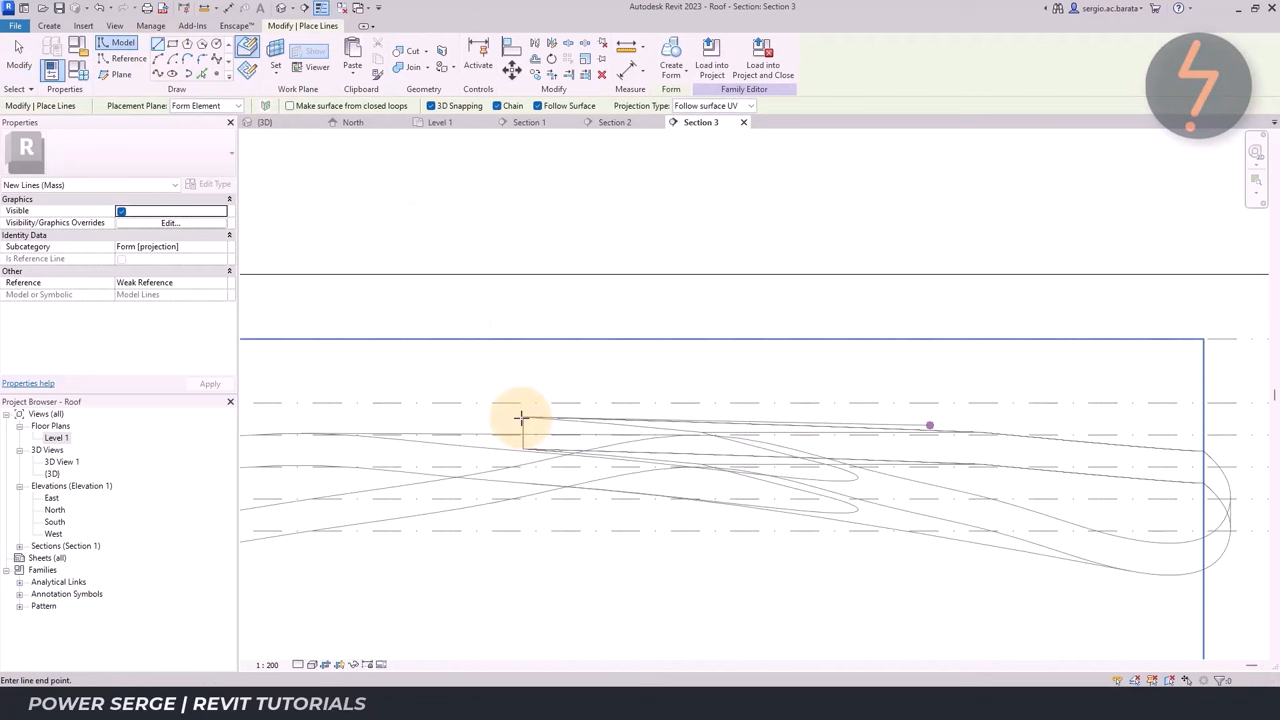 Autodesk Revit 2023 - Roof - Section: Section 3
sergio.ac.barata
File Create Insert View Manage Add-Ins Enscape™ Modify | Place Lines
Modify
Model
Reference
Plane
Set
Show
Viewer
Paste
Cut
Join
Activate
Create
Form
Load into
Project
Load into
Project and Close
Select Properties Draw Work Plane Clipboard Geometry Controls Modify Measure Form Family Editor
Modify | Place Lines Placement Plane: Form Element Make surface from closed loops 3D Snapping Chain Follow Surface Projection Type: Follow surface UV
Properties
{3D} North Level 1 Section 1 Section 2 Section 3
R
New Lines (Mass) Edit Type
Graphics
Visible
Visibility/Graphics Overrides Edit...
Identity Data
Subcategory Form [projection]
Is Reference Line
Other
Reference Weak Reference
Model or Symbolic Model Lines
Properties help Apply
Project Browser - Roof
Views (all)
Floor Plans
Level 1
3D Views
3D View 1
{3D}
Elevations (Elevation 1)
East
North
South
West
Sections (Section 1)
Sheets (all)
Families
Analytical Links
Annotation Symbols
Pattern
1 : 200
Enter line end point.
:0
POWER SERGE | REVIT TUTORIALS